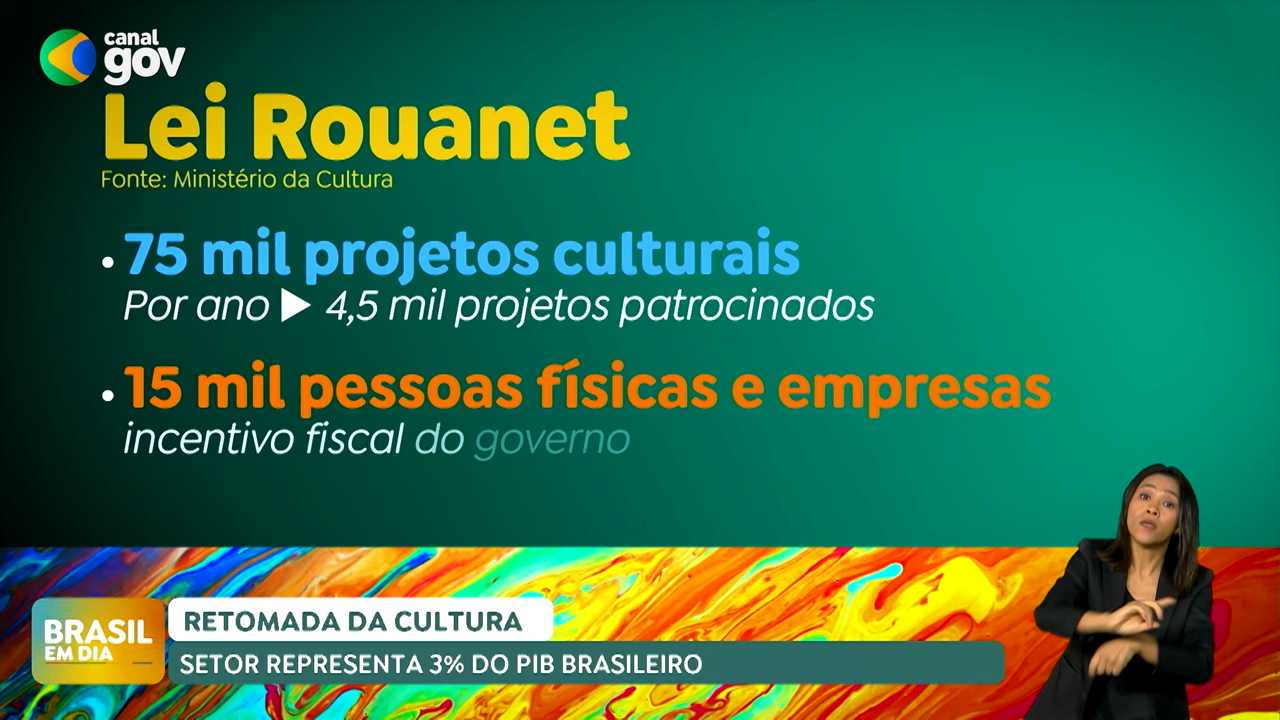 canal
gov
Lei Rouanet
Fonte: Ministério da Cultura
• 75 mil projetos culturais
Por ano ▶ 4,5 mil projetos patrocinados
• 15 mil pessoas físicas e empresas
incentivo fiscal do governo
BRASIL
EM DIA
RETOMADA DA CULTURA
SETOR REPRESENTA 3% DO PIB BRASILEIRO